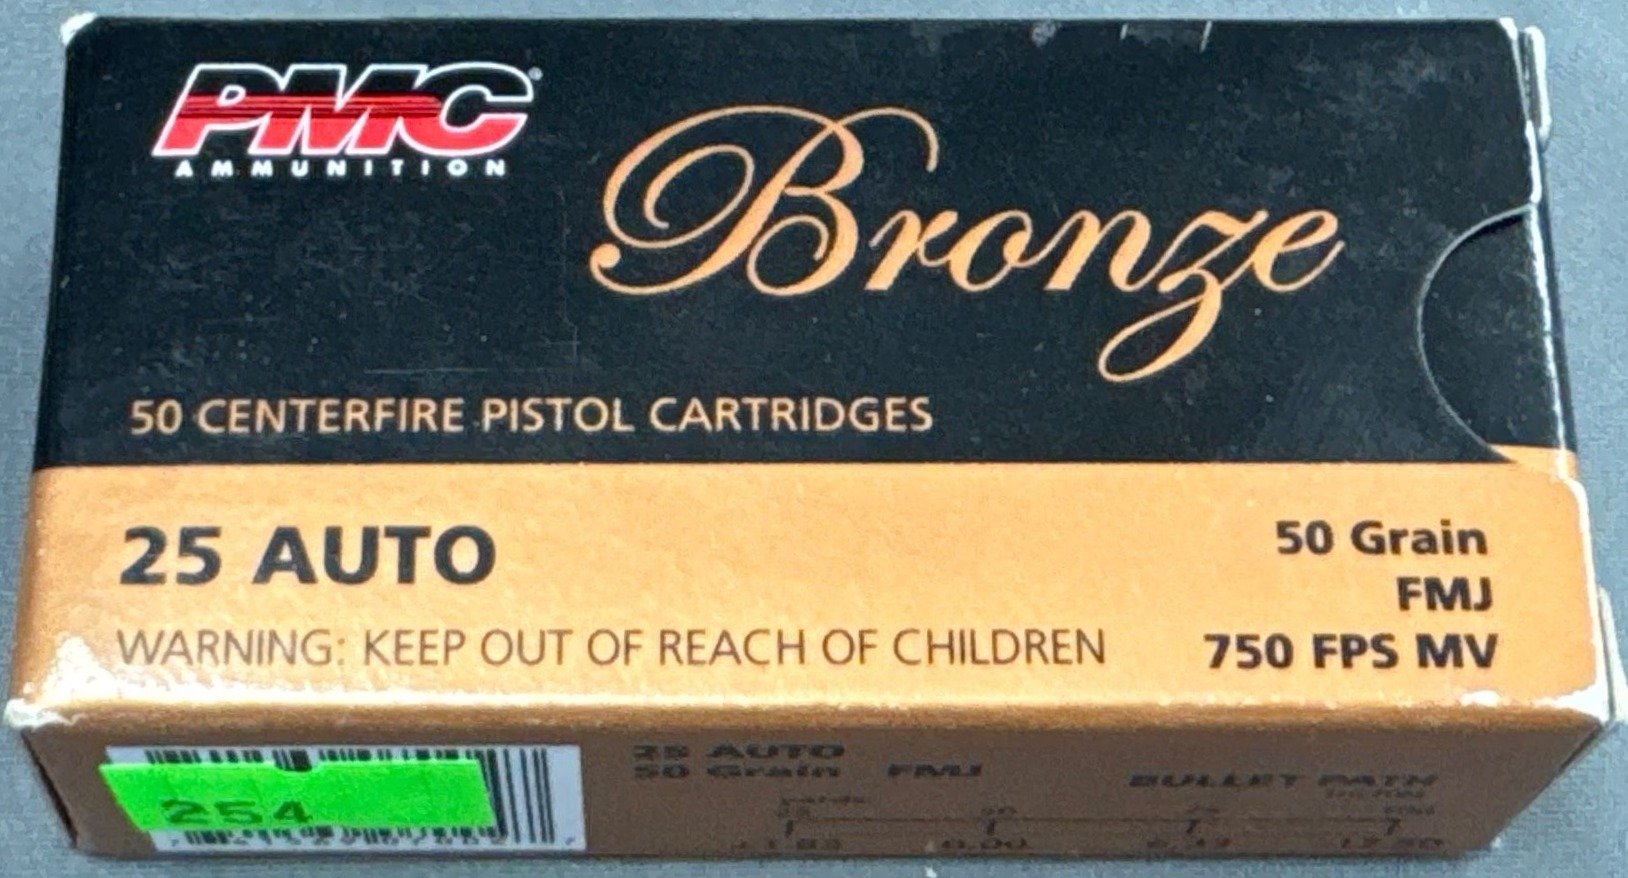 PMC®
AMMUNITION
Bronze
50 CENTERFIRE PISTOL CARTRIDGES
25 AUTO
50 Grain
FMJ
WARNING: KEEP OUT OF REACH OF CHILDREN
750 FPS MV
254
25 AUTO
50 Grain FMJ
BULLET PATH